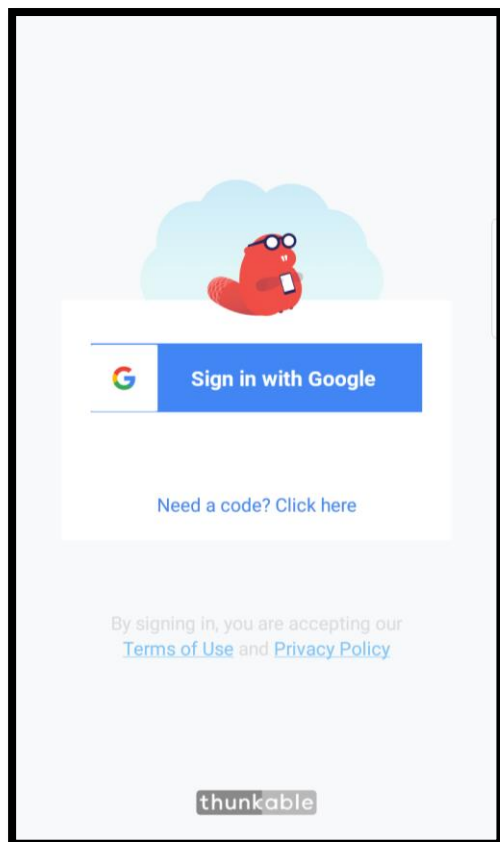 Sign in with Google
Need a code? Click here
By signing in, you are accepting our
Terms of Use and Privacy Policy
thunkable